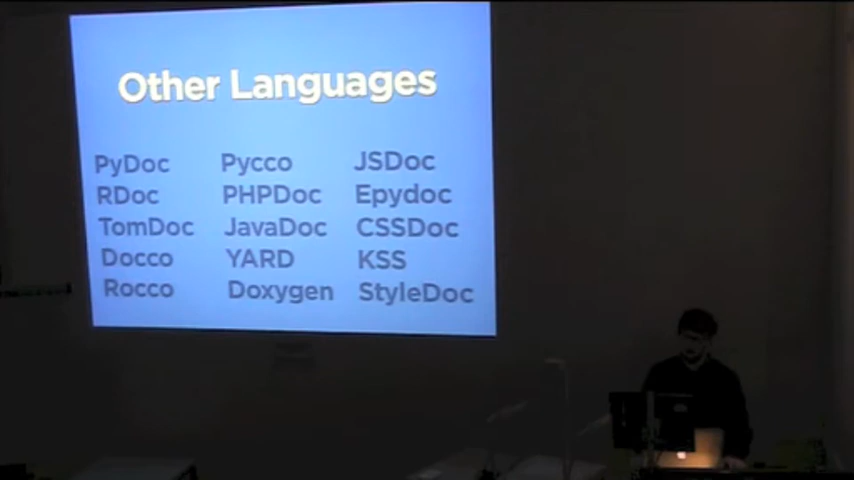 Other Languages
PyDoc Pycco JSDoc
RDoc PHPDoc Epydoc
TomDoc JavaDoc CSSDoc
Docco YARD KSS
Rocco Doxygen StyleDoc